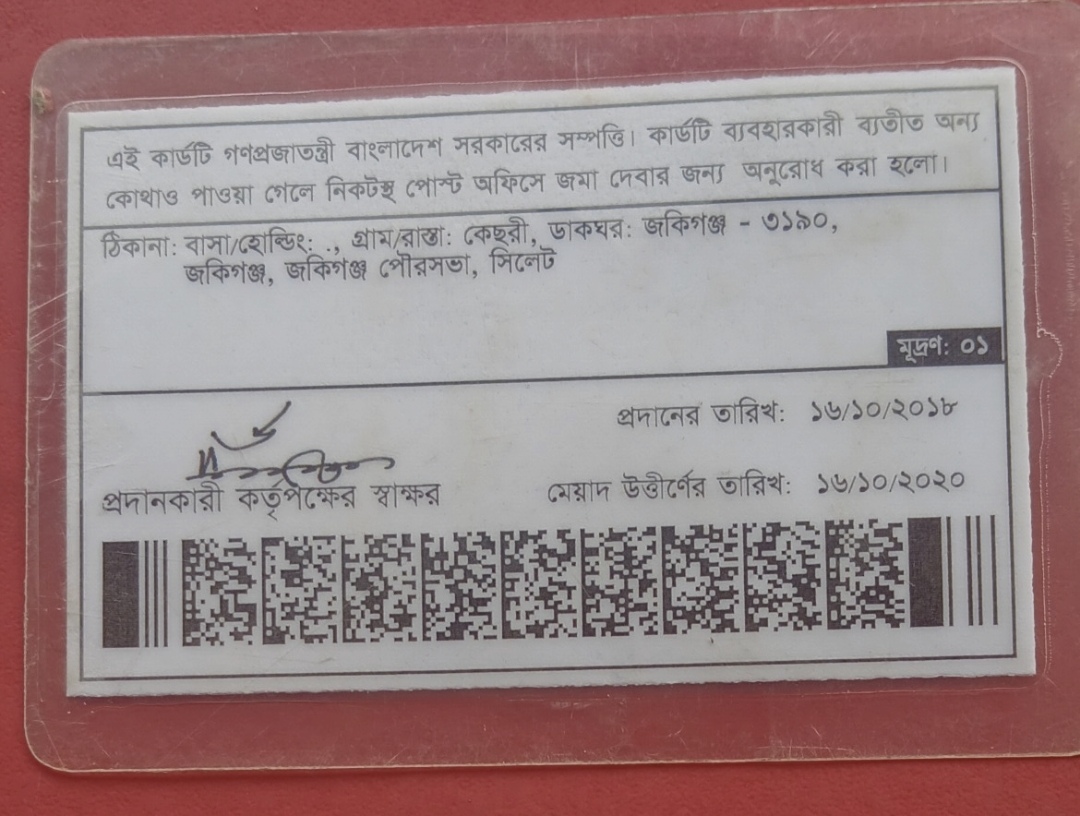 এই কার্ডটি গণপ্রজাতন্ত্রী বাংলাদেশ সরকারের সম্পত্তি। কার্ডটি ব্যবহারকারী ব্যতীত অন্য
কোথাও পাওয়া গেলে নিকটস্থ পোস্ট অফিসে জমা দেবার জন্য অনুরোধ করা হলো।
ঠিকানা: বাসা/হোল্ডিং: ., গ্রাম/রাস্তা: কেছরী, ডাকঘর: জকিগঞ্জ - ৩১৯০,
জকিগঞ্জ, জকিগঞ্জ পৌরসভা, সিলেট
মূদ্রণ: ০১
প্রদানের তারিখ: ১৬/১০/২০১৮
প্রদানকারী কর্তৃপক্ষের স্বাক্ষর
মেয়াদ উত্তীর্ণের তারিখ: ১৬/১০/২০২০